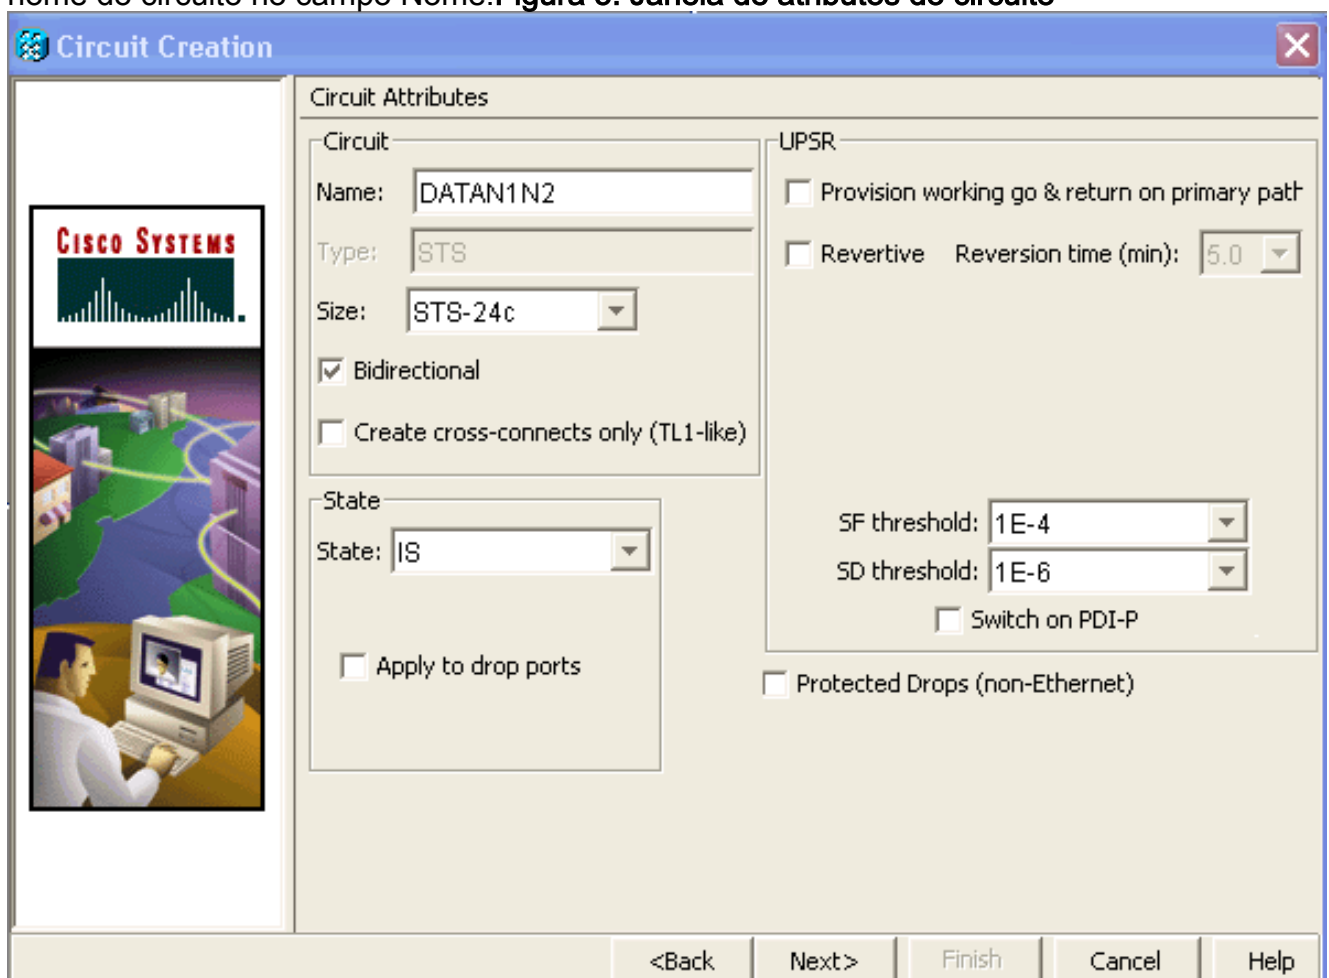 Circuit Creation
Circuit Attributes
Circuit
Name: DATAN1N2
Type: STS
Size: STS-24c
Bidirectional
Create cross-connects only (TL1-like)
State
State: IS
Apply to drop ports
UPSR
Provision working go & return on primary path
Revertive Reversion time (min): 5.0
SF threshold: 1E-4
SD threshold: 1E-6
Switch on PDI-P
Protected Drops (non-Ethernet)
CISCO SYSTEMS
<Back Next> Finish Cancel Help